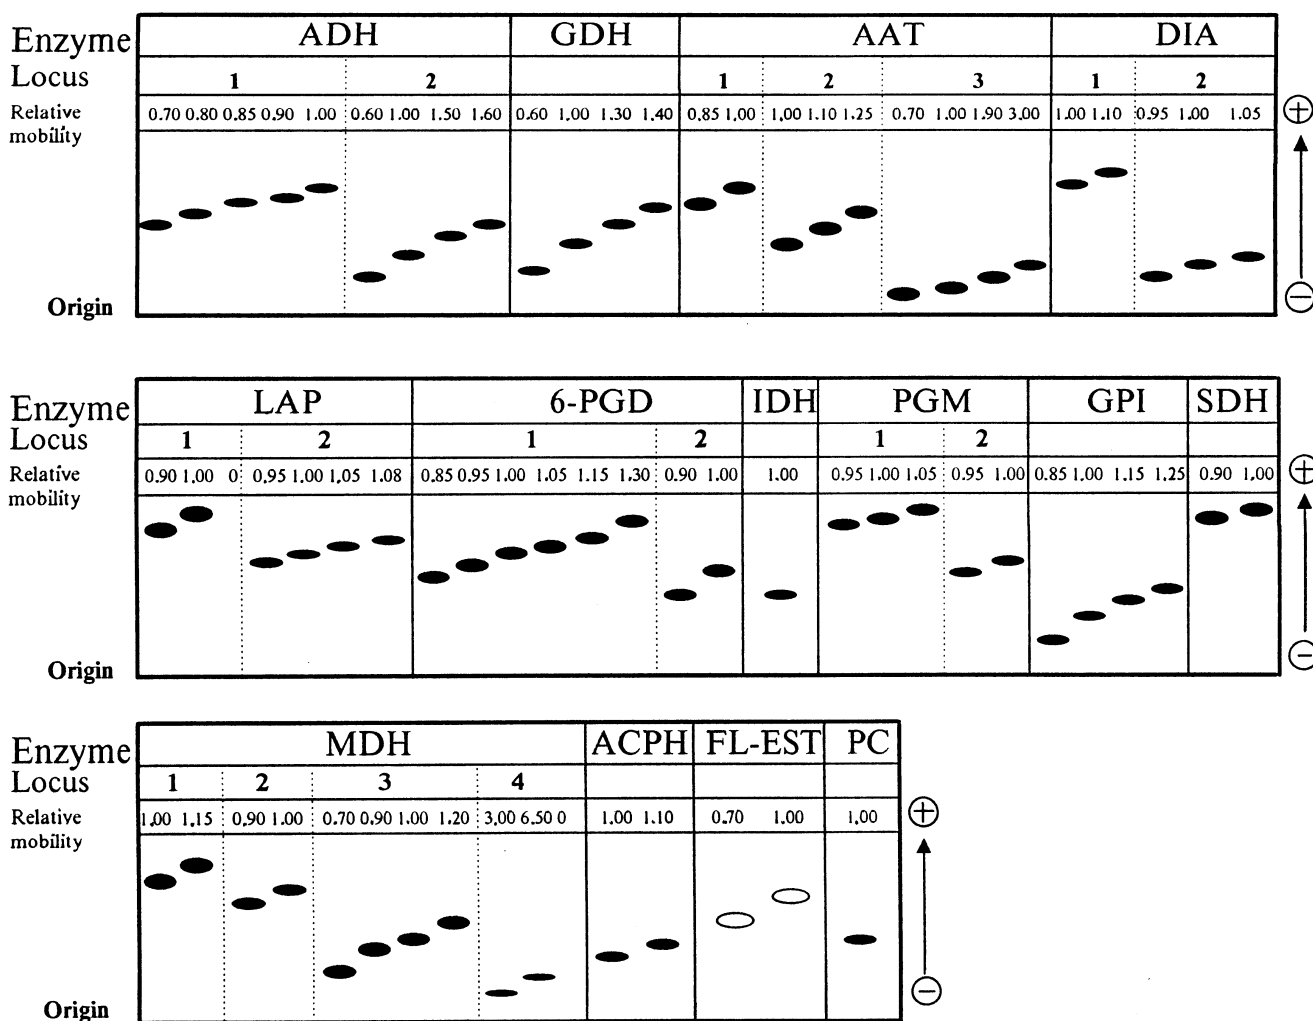 Enzyme ADH GDH AAT DIA
Locus 1 2 1 2 3 1 2
Relative mobility 0.70 0.80 0.85 0.90 1.00 0.60 1.00 1.50 1.60 0.60 1.00 1.30 1.40 0.85 1.00 1.00 1.10 1.25 0.70 1.00 1.90 3.00 1.00 1.10 0.95 1.00 1.05 +
Origin −
Enzyme LAP 6-PGD IDH PGM GPI SDH
Locus 1 2 1 2 1 2
Relative mobility 0.90 1.00 0 0.95 1.00 1.05 1.08 0.85 0.95 1.00 1.05 1.15 1.30 0.90 1.00 1.00 0.95 1.00 1.05 0.95 1.00 0.85 1.00 1.15 1.25 0.90 1.00 +
Origin −
Enzyme MDH ACPH FL-EST PC
Locus 1 2 3 4
Relative mobility 1.00 1.15 0.90 1.00 0.70 0.90 1.00 1.20 3.00 6.50 0 1.00 1.10 0.70 1.00 1.00 +
Origin −